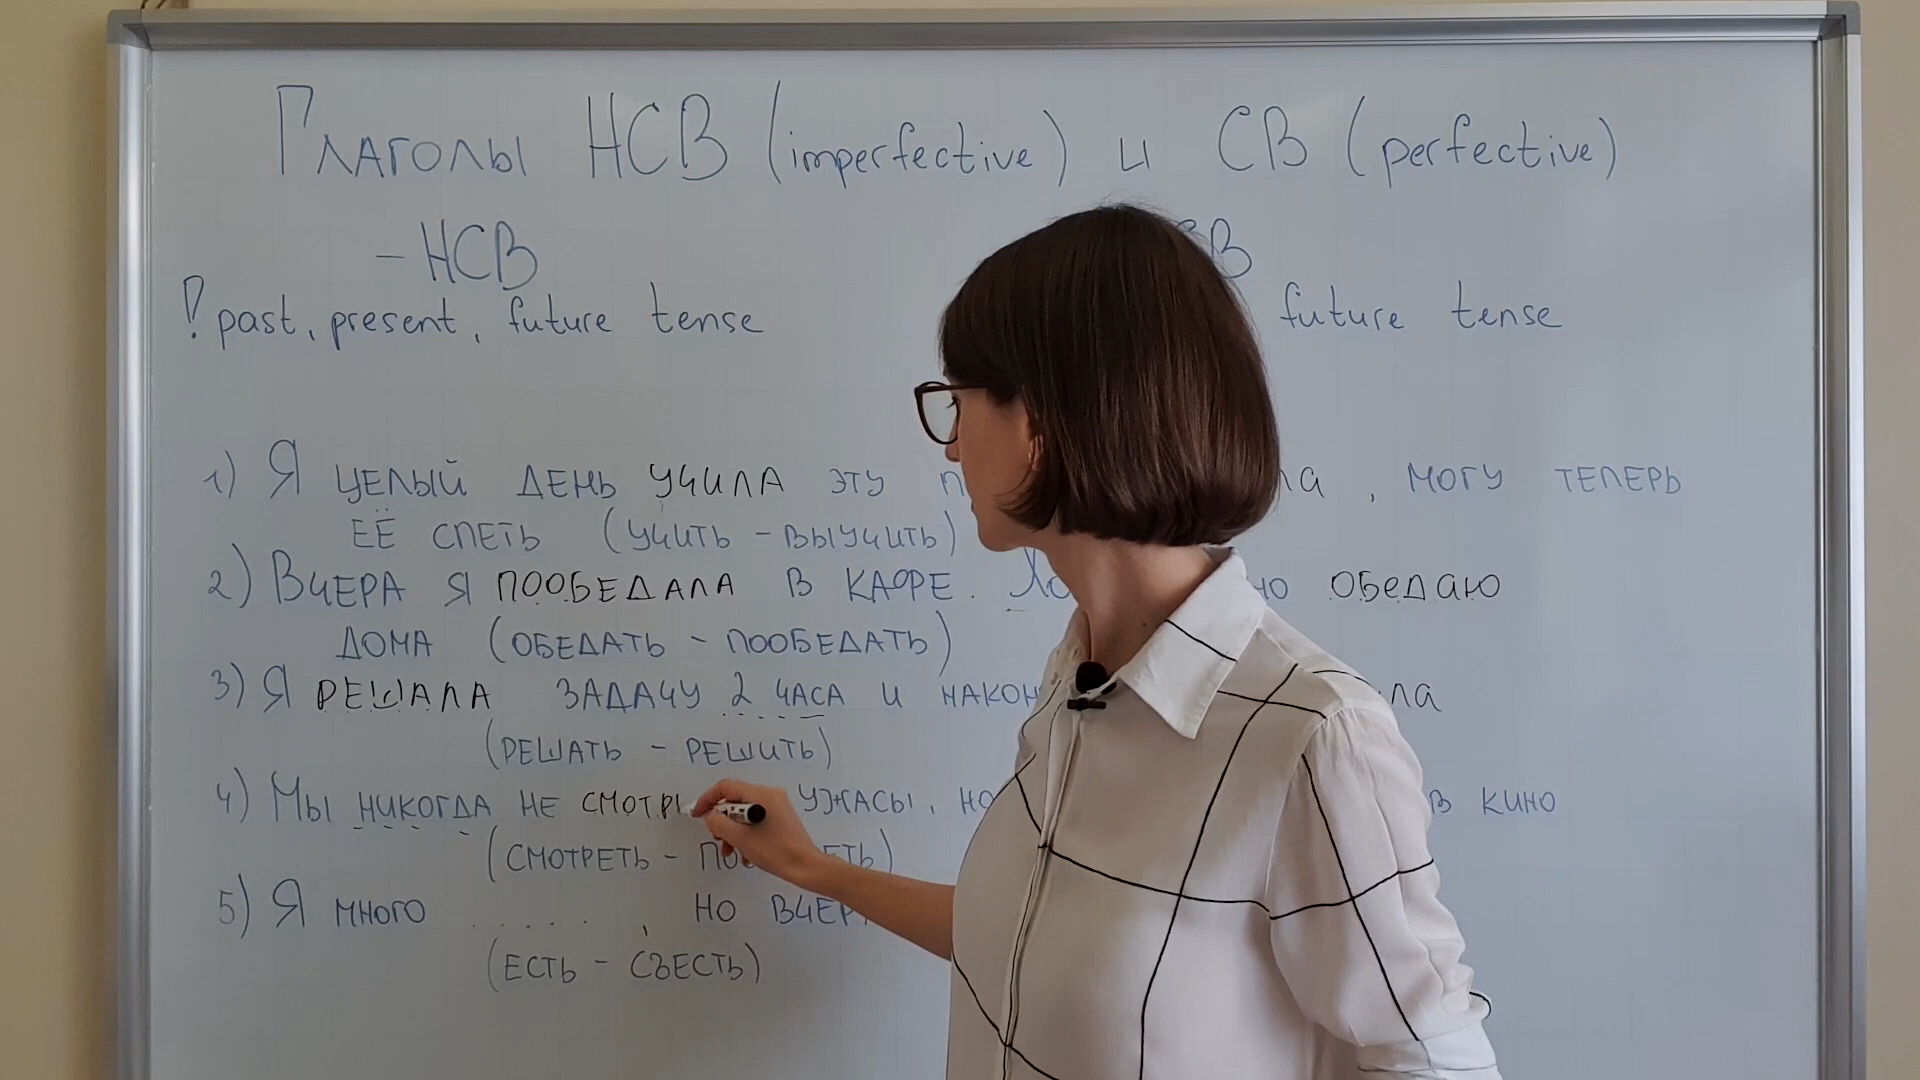 Глаголы НСВ (imperfective) и СВ (perfective)
- НСВ
! past, present, future tense future tense
1) Я целый день учила эту , могу теперь
её спеть (учить - выучить)
2) Вчера я пообедала в кафе. обедаю
дома (обедать - пообедать)
3) Я решала задачу 2 часа и
(решать - решить)
4) Мы никогда не ужасы, но в кино
(смотреть -
5) Я много ..... , но
(есть - съесть)